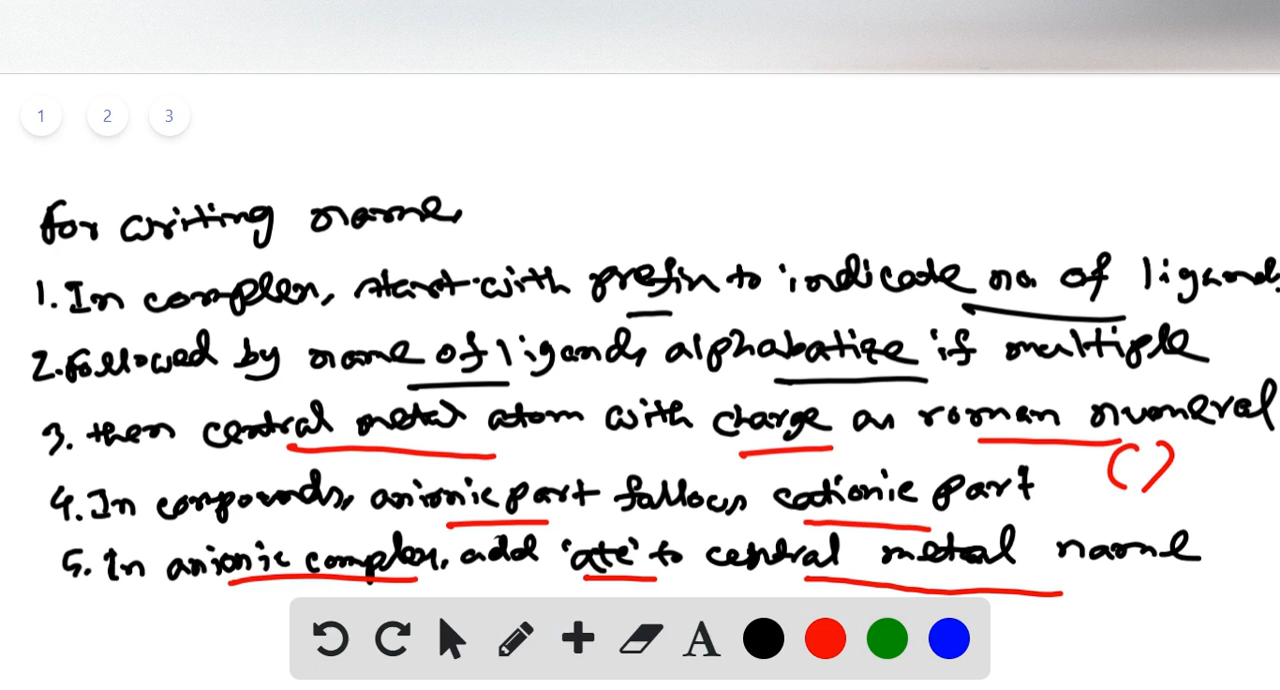 1 2 3
for writing name,
1. In complex, start with prefix to indicate no. of ligands
2. followed by name of ligand, alphabatize if multiple
3. then central metal atom with charge as roman numeral
( )
4. In compounds, anionic part follows cationic part
5. In anionic complex, add 'ate' to central metal name
A